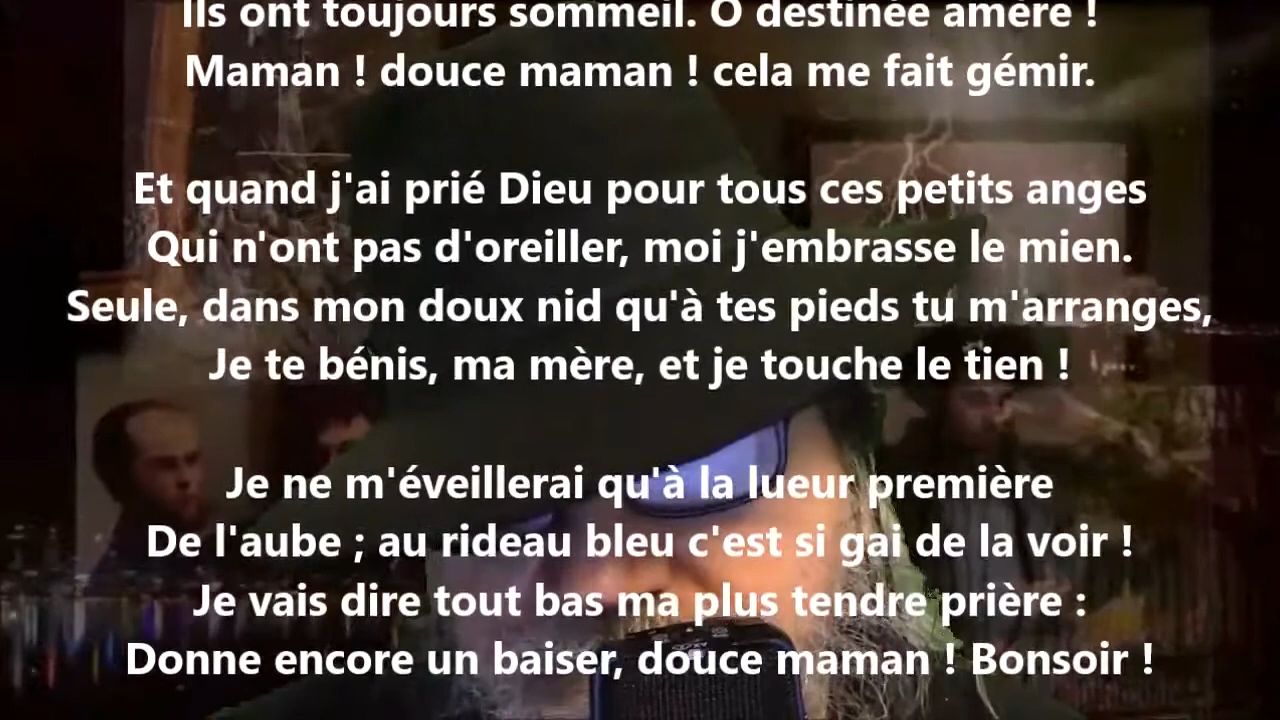 Ils ont toujours sommeil. O destinée amère !
Maman ! douce maman ! cela me fait gémir.
Et quand j'ai prié Dieu pour tous ces petits anges
Qui n'ont pas d'oreiller, moi j'embrasse le mien.
Seule, dans mon doux nid qu'à tes pieds tu m'arranges,
Je te bénis, ma mère, et je touche le tien !
Je ne m'éveillerai qu'à la lueur première
De l'aube ; au rideau bleu c'est si gai de la voir !
Je vais dire tout bas ma plus tendre prière :
Donne encore un baiser, douce maman ! Bonsoir !